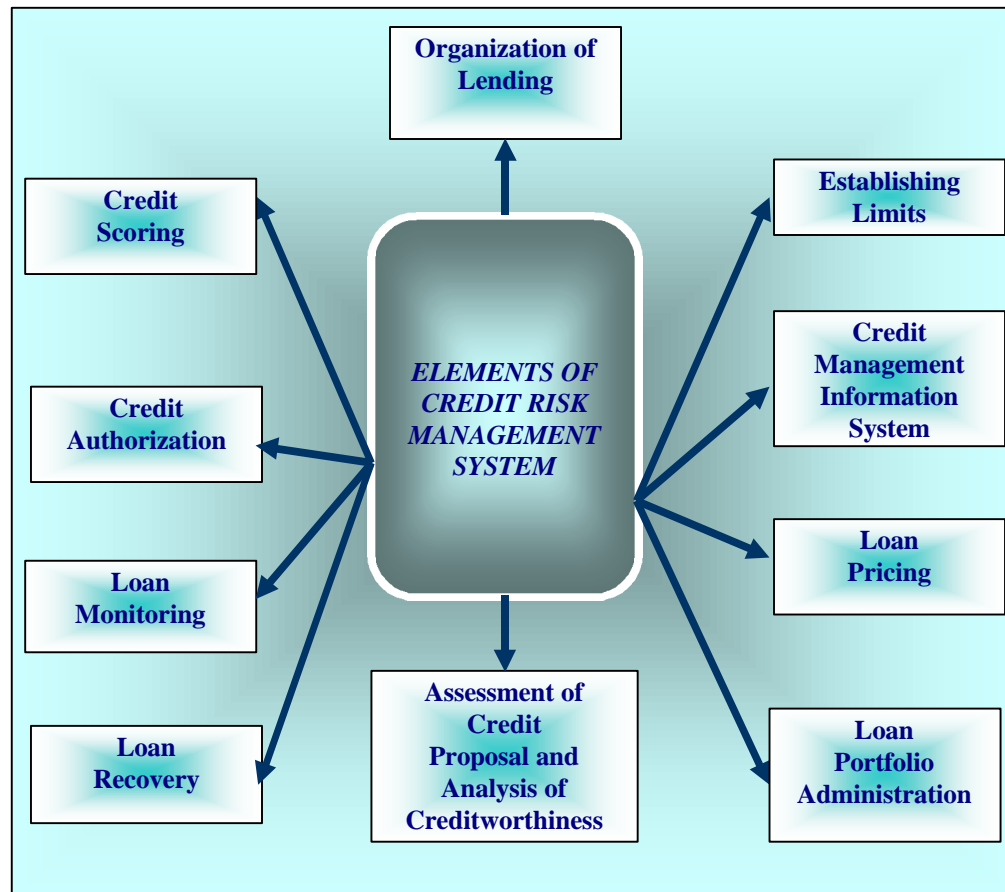 Organization of
Lending
Credit
Scoring
Establishing
Limits
ELEMENTS OF
CREDIT RISK
MANAGEMENT
SYSTEM
Credit
Management
Information
System
Credit
Authorization
Loan
Pricing
Loan
Monitoring
Assessment of
Credit
Proposal and
Analysis of
Creditworthiness
Loan
Recovery
Loan
Portfolio
Administration